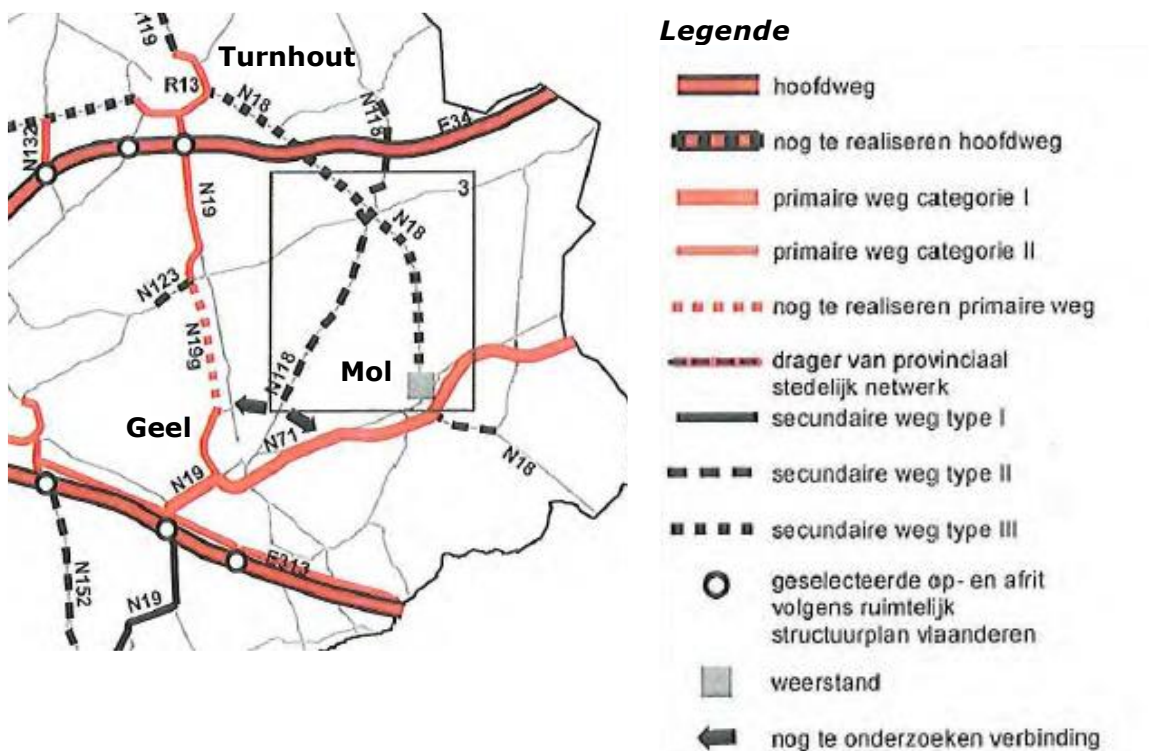 N119
Turnhout
R13
N18
N118
E34
N132
N19
3
N18
N123
N199
Mol
N118
Geel
N71
N19
N18
E313
N152
N19
Legende
hoofdweg
nog te realiseren hoofdweg
primaire weg categorie I
primaire weg categorie II
nog te realiseren primaire weg
drager van provinciaal
stedelijk netwerk
secundaire weg type I
secundaire weg type II
secundaire weg type III
geselecteerde op- en afrit
volgens ruimtelijk
structuurplan vlaanderen
weerstand
nog te onderzoeken verbinding